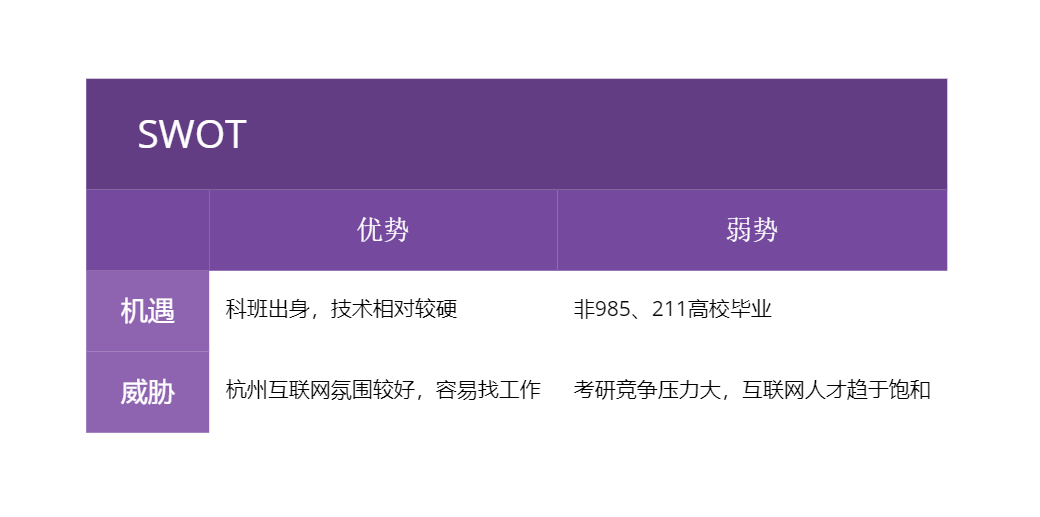 SWOT
优势 弱势
机遇 科班出身，技术相对较硬 非985、211高校毕业
威胁 杭州互联网氛围较好，容易找工作 考研竞争压力大，互联网人才趋于饱和